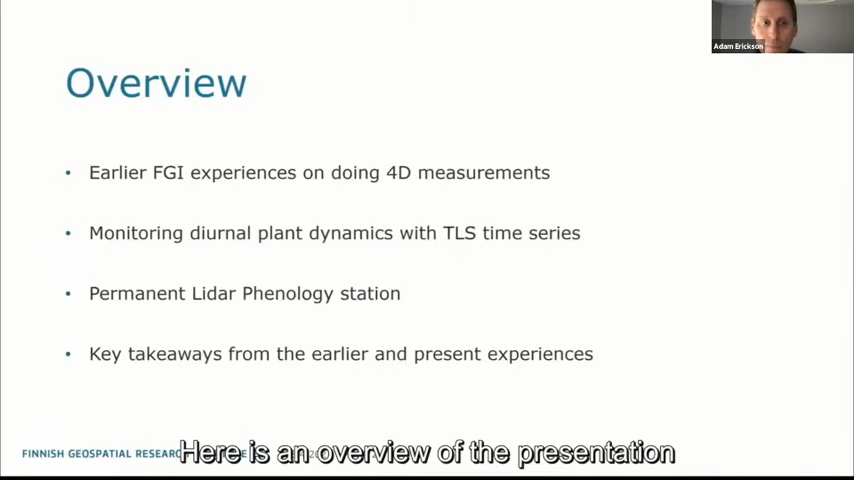 Adam Erickson
Overview
• Earlier FGI experiences on doing 4D measurements
• Monitoring diurnal plant dynamics with TLS time series
• Permanent Lidar Phenology station
• Key takeaways from the earlier and present experiences
FINNISH GEOSPATIAL
Here is an overview of the presentation